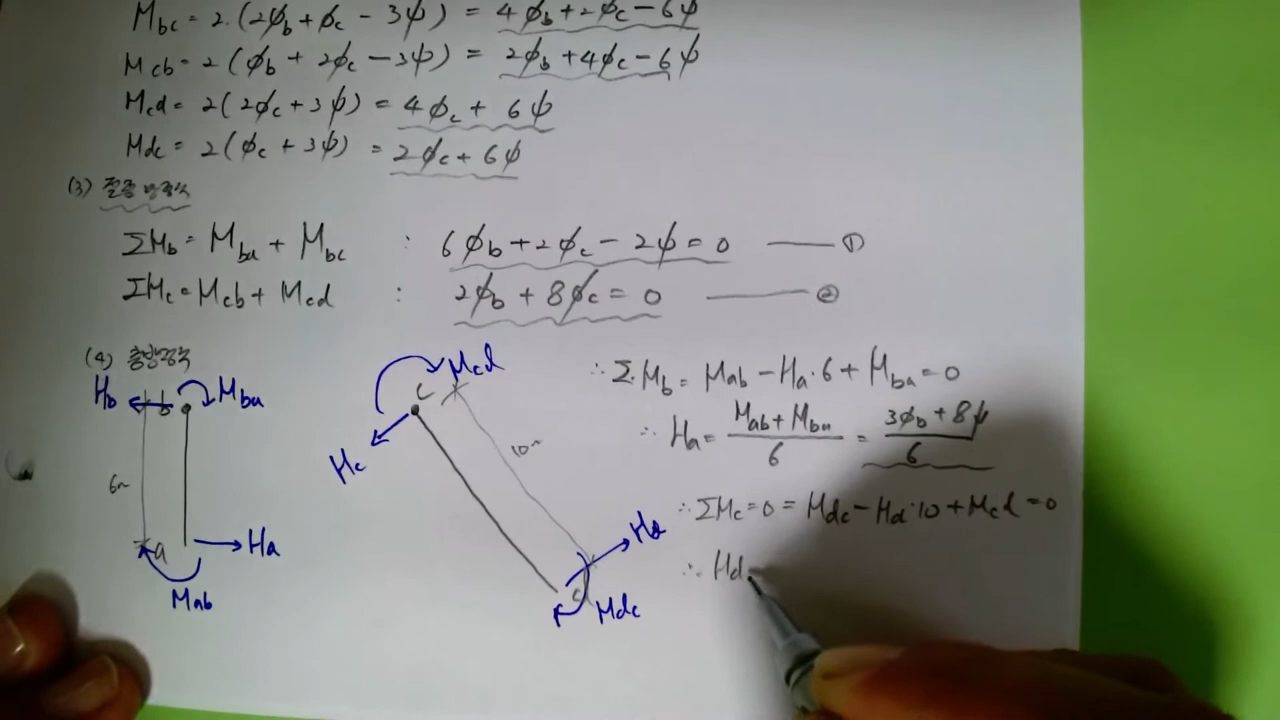 Mbc = 2·(2φb + φc - 3ψ) = 4φb + 2φc - 6ψ
Mcb = 2(φb + 2φc - 3ψ) = 2φb + 4φc - 6ψ
Mcd = 2(2φc + 3ψ) = 4φc + 6ψ
Mdc = 2(φc + 3ψ) = 2φc + 6ψ
(3) 절점방정식
ΣMb = Mba + Mbc : 6φb + 2φc - 2ψ = 0 —— ①
ΣMc = Mcb + Mcd : 2φb + 8φc = 0 —— ②
(4) 층방정식
Hb
b
Mba
6m
a
Ha
Mab
Mcd
c
Hc
10m
Hd
Mdc
∴ ΣMb = Mab - Ha·6 + Mba = 0
∴ Ha = (Mab + Mba)/6 = (3φb + 8ψ)/6
∴ ΣMc = 0 = Mdc - Hd·10 + Mcd = 0
∴ Hd